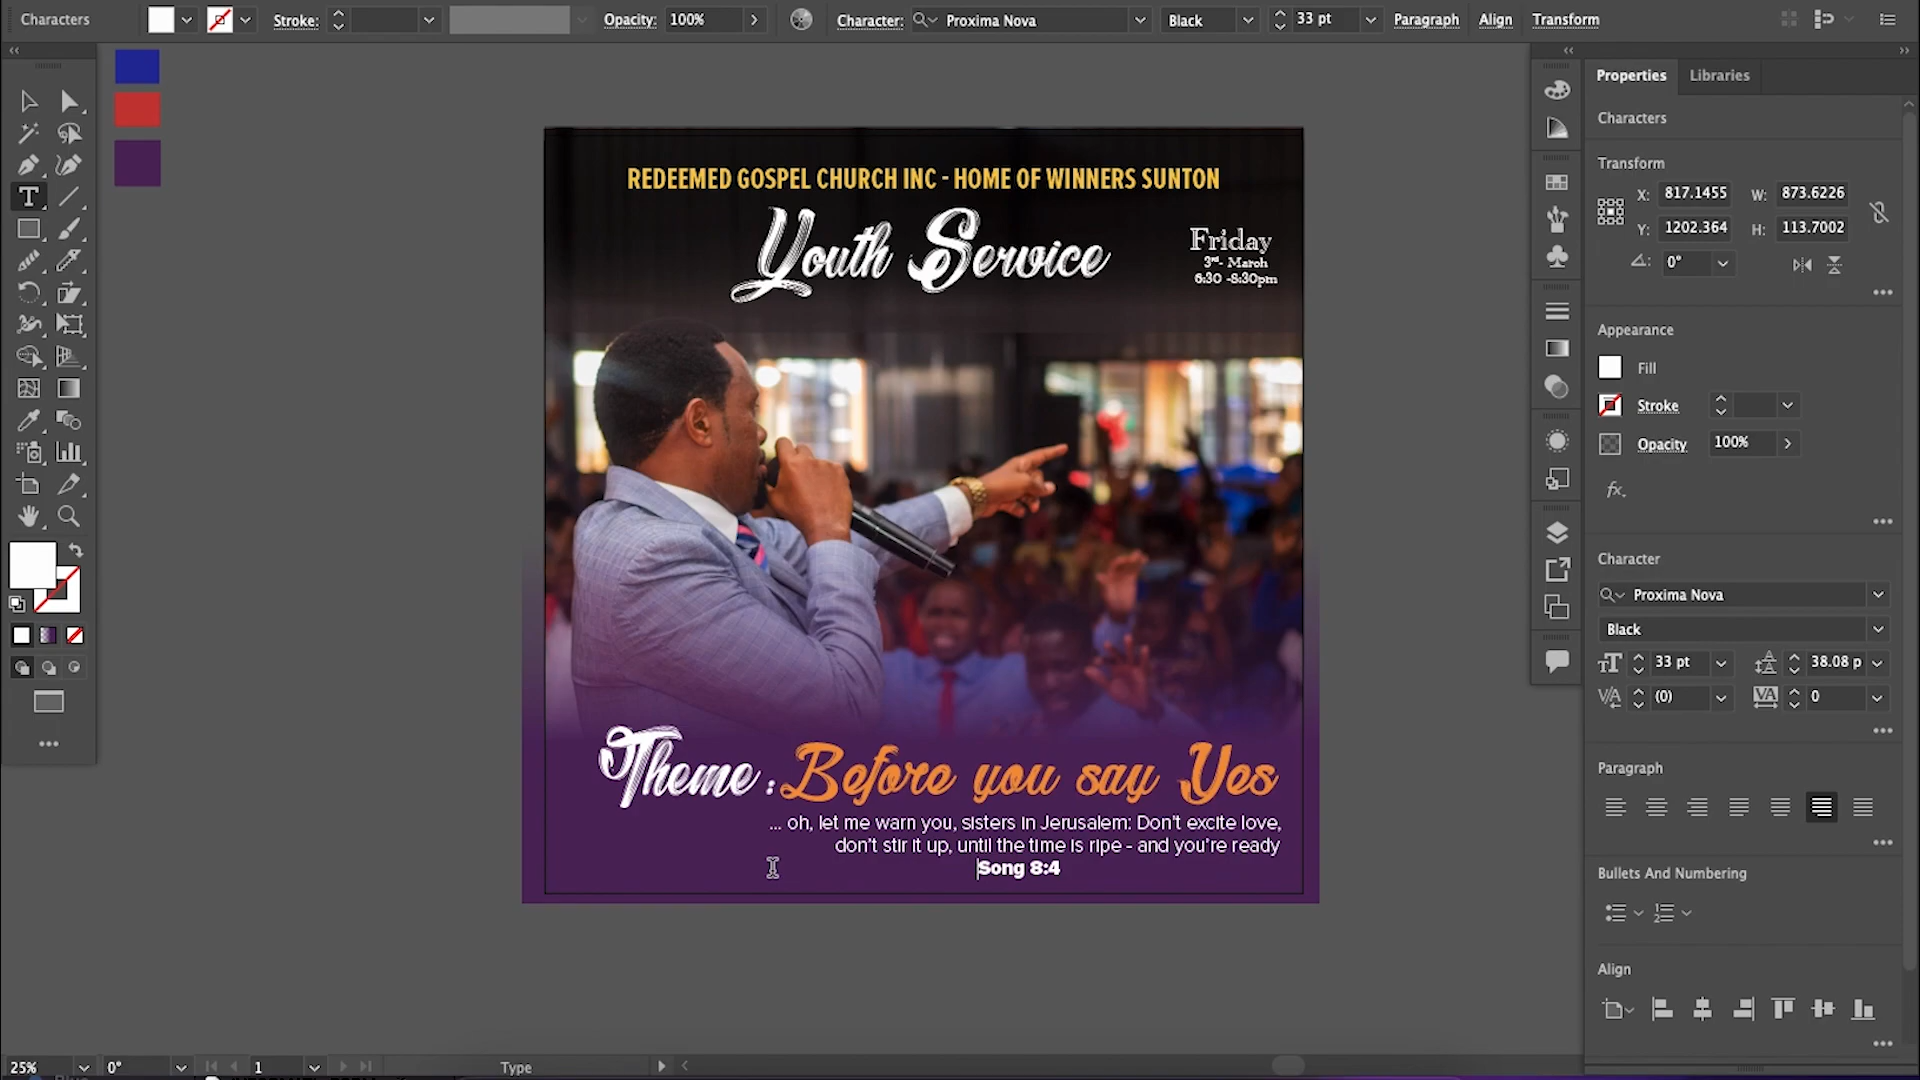 Characters
Stroke:
Opacity: 100%
Character: Proxima Nova
Black
33 pt
Paragraph
Align
Transform
REDEEMED GOSPEL CHURCH INC - HOME OF WINNERS SUNTON
Youth Service
Friday
3rd- March
6:30 -8:30pm
Theme : Before you say Yes
... oh, let me warn you, sisters in Jerusalem: Don't excite love,
don't stir it up, until the time is ripe - and you're ready
Song 8:4
Properties
Libraries
Characters
Transform
X: 817.1455
W: 873.6226
Y: 1202.364
H: 113.7002
0°
Appearance
Fill
Stroke
Opacity 100%
fx.
Character
Proxima Nova
Black
33 pt
38.08 p
(0)
0
Paragraph
Bullets And Numbering
Align
25%
0°
1
Type